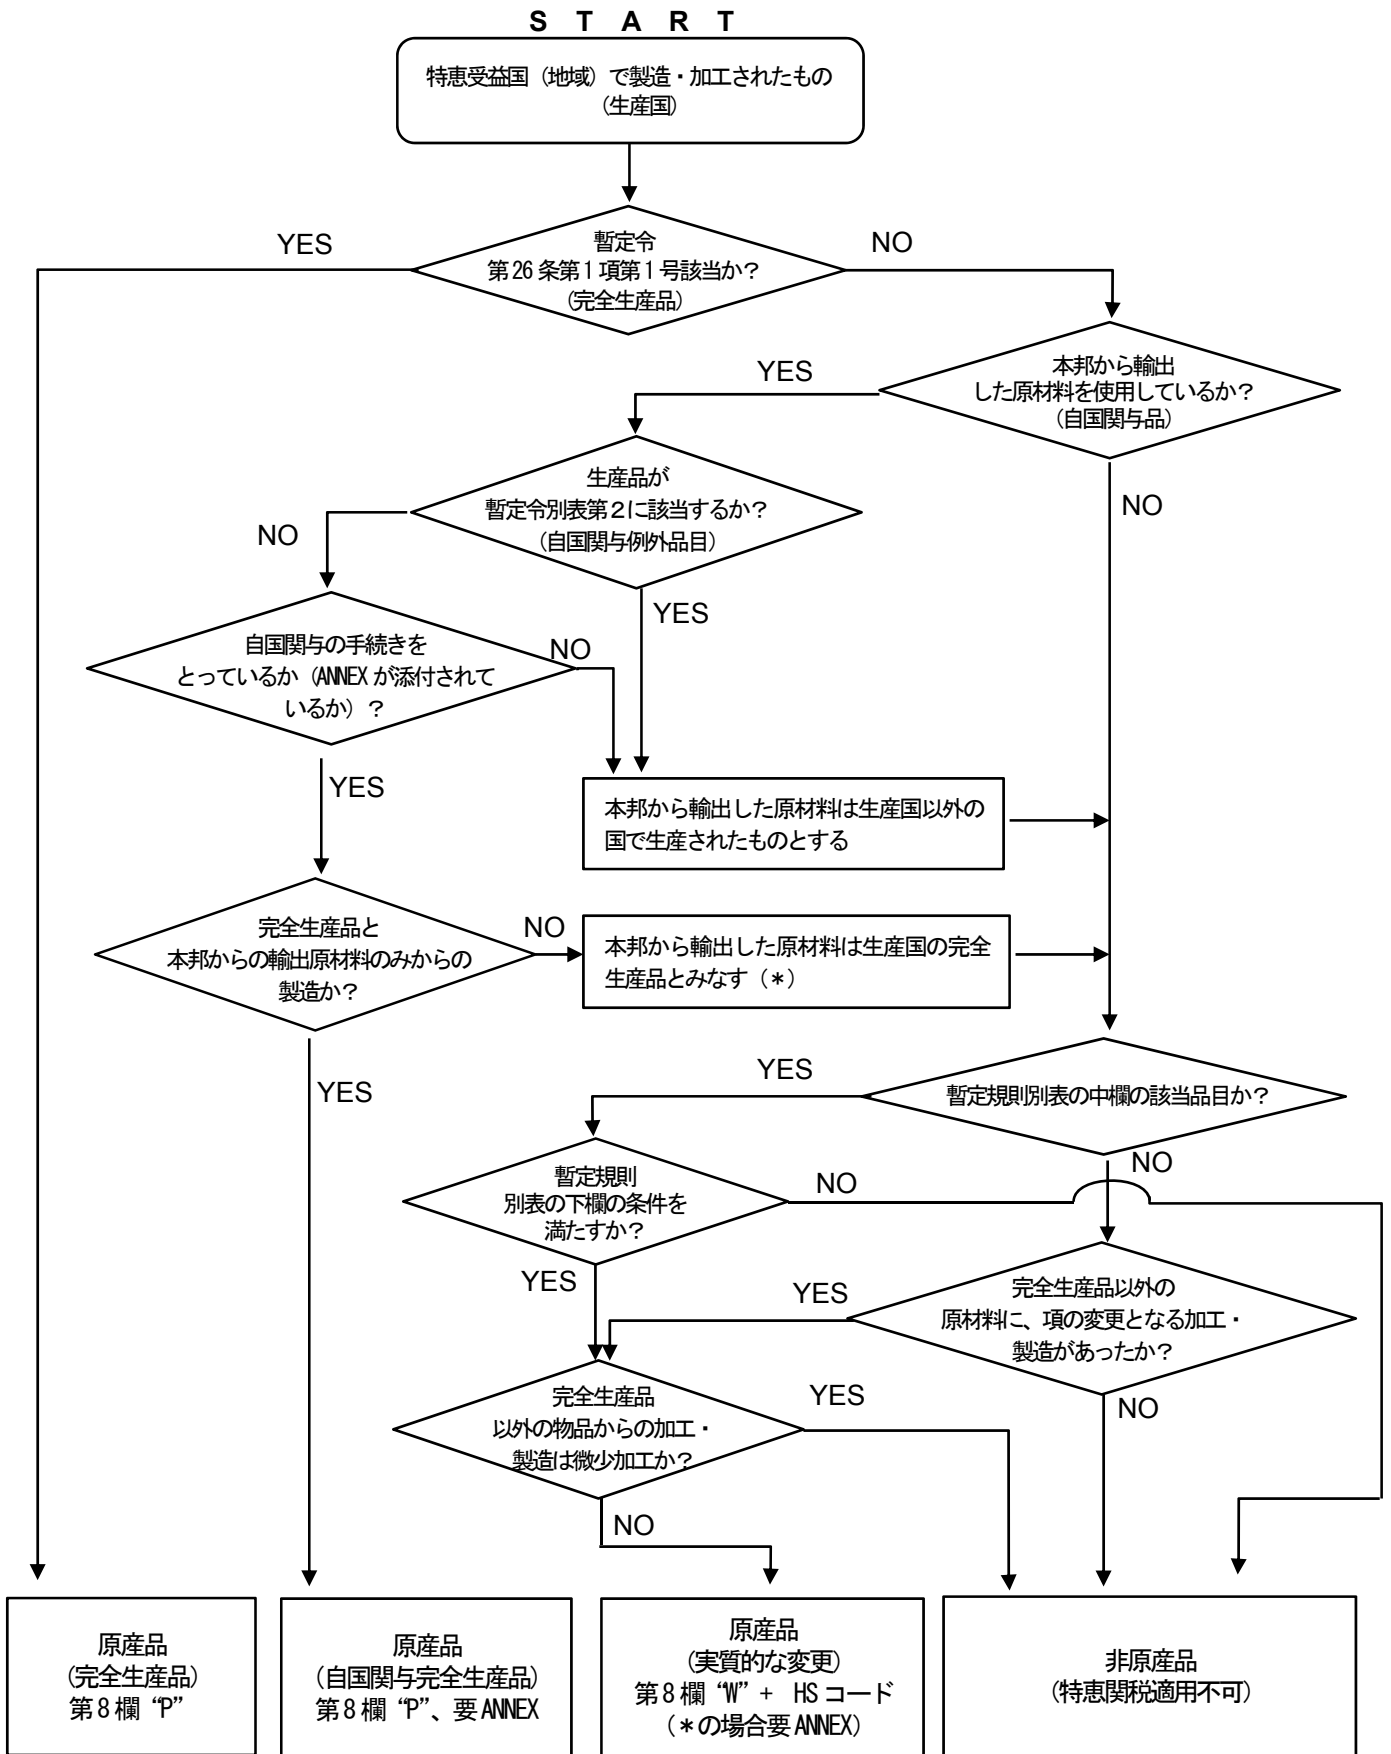 S T A R T
特恵受益国（地域）で製造・加工されたもの
（生産国）
YES
暫定令
第26条第1項第1号該当か？
（完全生産品）
NO
YES
本邦から輸出
した原材料を使用しているか？
（自国関与品）
生産品が
暫定令別表第２に該当するか？
（自国関与例外品目）
NO
NO
YES
自国関与の手続きを
とっているか（ANNEXが添付されて
いるか）？
NO
YES
本邦から輸出した原材料は生産国以外の
国で生産されたものとする
完全生産品と
本邦からの輸出原材料のみからの
製造か？
NO
本邦から輸出した原材料は生産国の完全
生産品とみなす（＊）
YES
YES
暫定規則別表の中欄の該当品目か？
NO
暫定規則
別表の下欄の条件を
満たすか？
NO
YES
YES
完全生産品以外の
原材料に、項の変更となる加工・
製造があったか？
完全生産品
以外の物品からの加工・
製造は微少加工か？
YES
NO
NO
原産品
（完全生産品）
第8欄“P”
原産品
（自国関与完全生産品）
第8欄“P”、要ANNEX
原産品
（実質的な変更）
第8欄“W”+ HSコード
（＊の場合要ANNEX）
非原産品
（特恵関税適用不可）